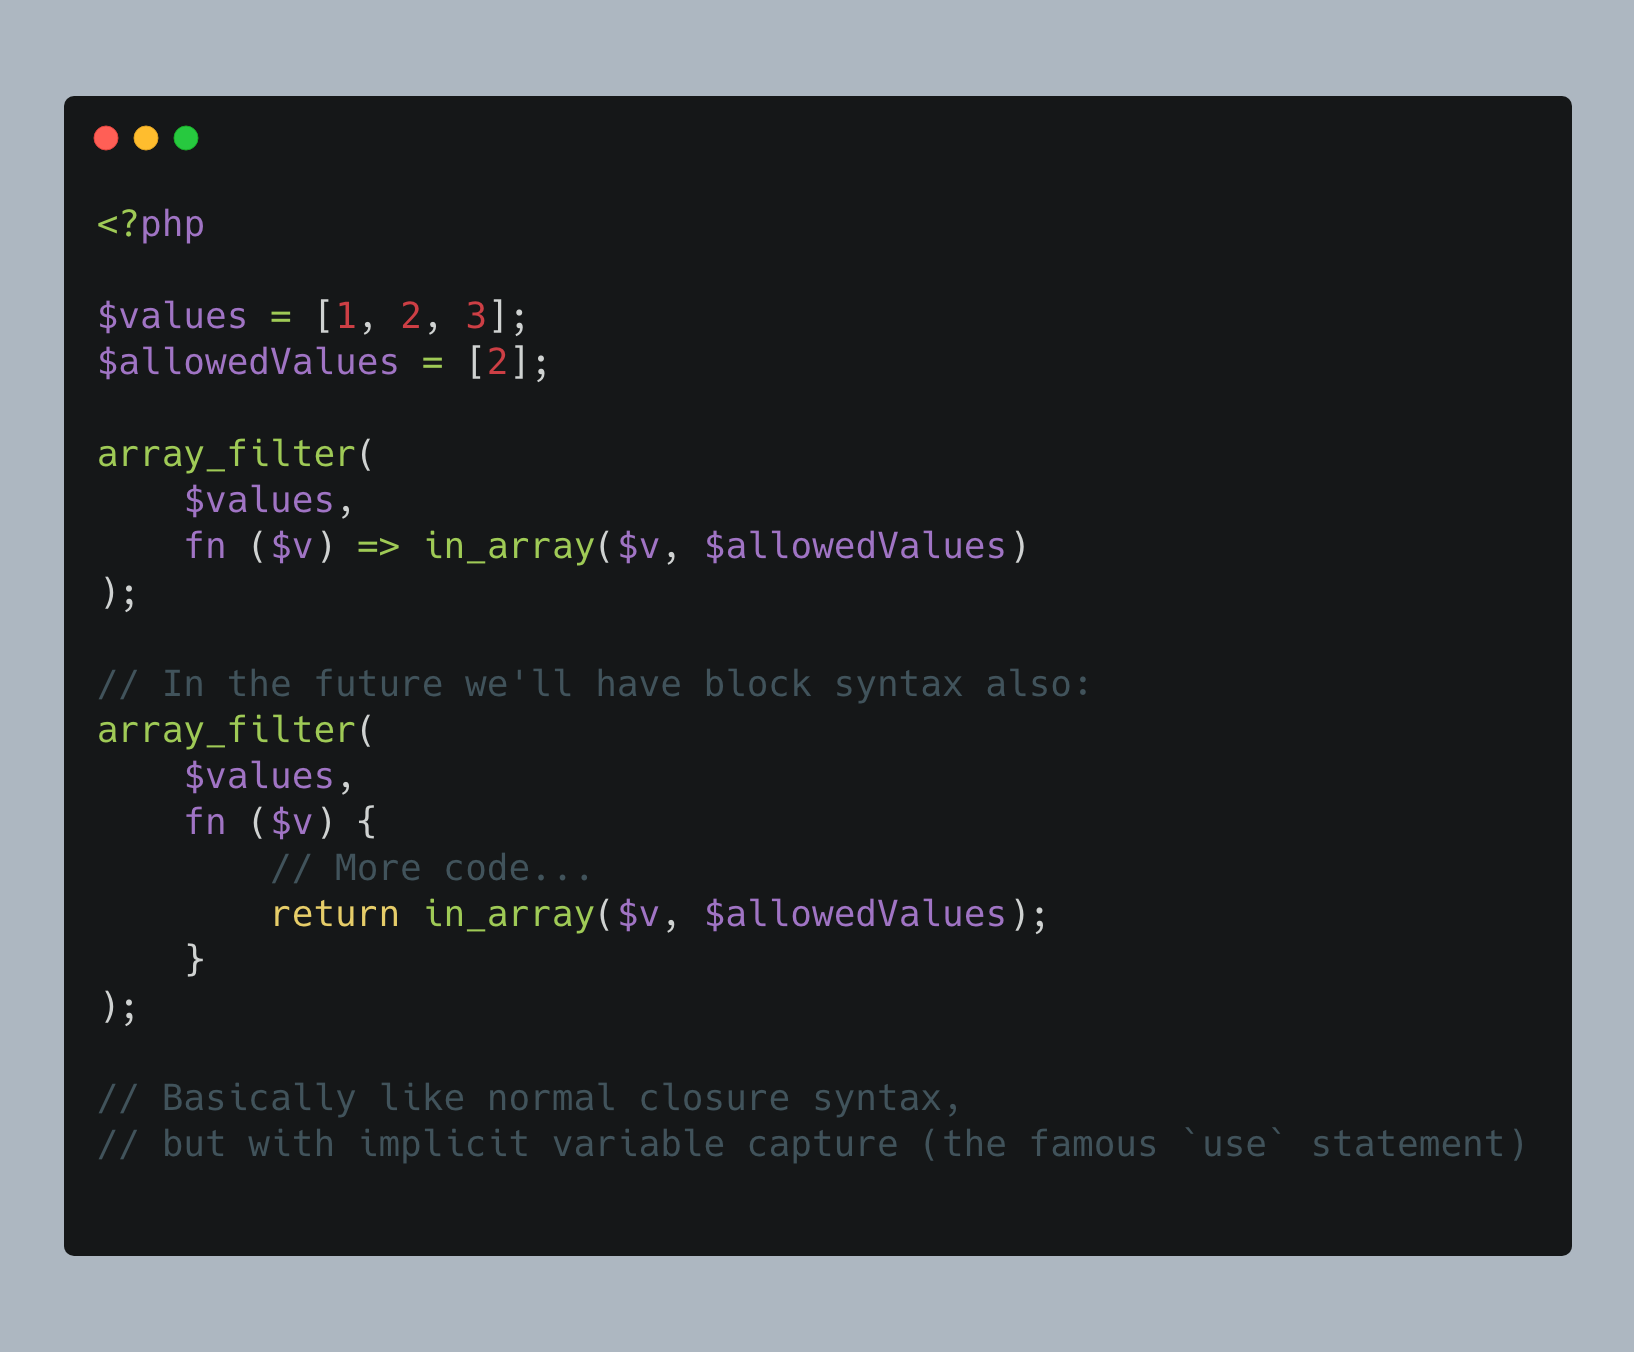 <?php
$values = [1, 2, 3];
$allowedValues = [2];
array_filter(
    $values,
    fn ($v) => in_array($v, $allowedValues)
);
// In the future we'll have block syntax also:
array_filter(
    $values,
    fn ($v) {
        // More code...
        return in_array($v, $allowedValues);
    }
);
// Basically like normal closure syntax,
// but with implicit variable capture (the famous `use` statement)